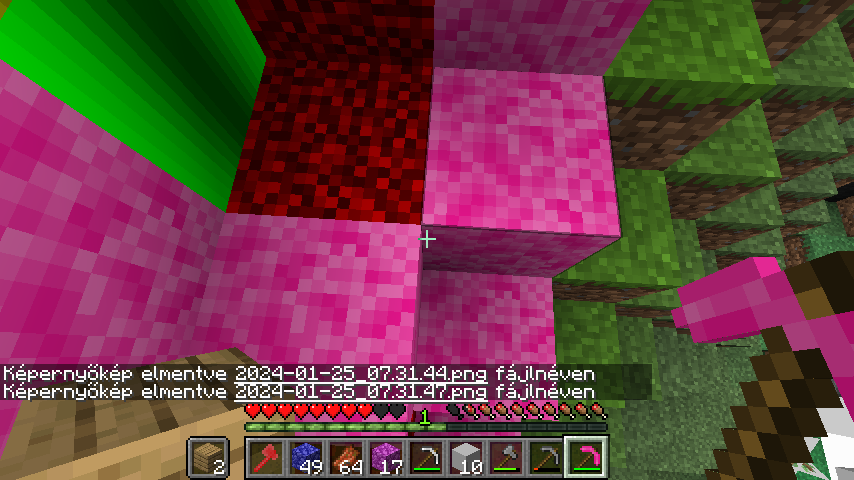 Képernyőkép elmentve 2024-01-25_07.31.44.png fájlnéven
Képernyőkép elmentve 2024-01-25_07.31.47.png fájlnéven
1
2 49 64 17 10